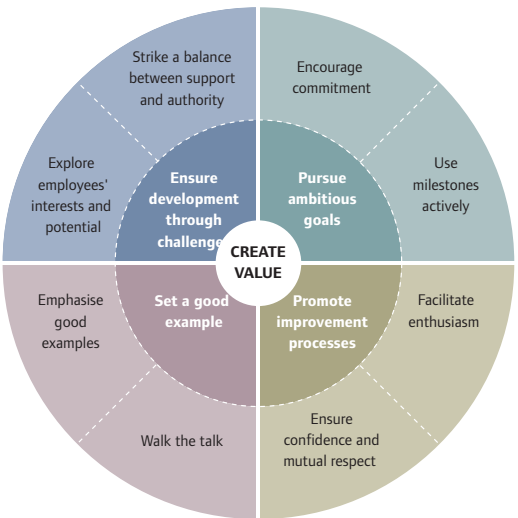 Strike a balance
between support
and authority
Encourage
commitment
Explore
employees'
interests and
potential
Ensure
development
through
challenge
Pursue
ambitious
goals
Use
milestones
actively
CREATE
VALUE
Emphasise
good
examples
Set a good
example
Promote
improvement
processes
Facilitate
enthusiasm
Walk the talk
Ensure
confidence and
mutual respect